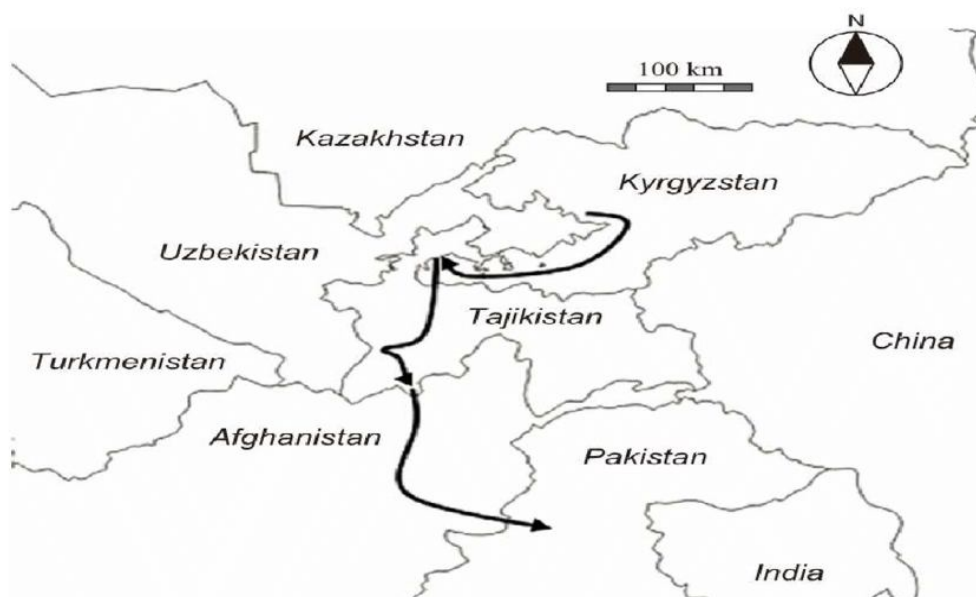 N
100 km
Kazakhstan
Kyrgyzstan
Uzbekistan
Tajikistan
China
Turkmenistan
Afghanistan
Pakistan
India